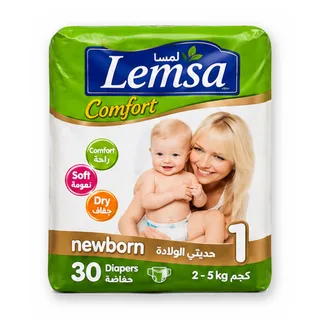 لمسا
Lemsa
Comfort
Comfort
راحة
Soft
نعومة
Dry
جفاف
newborn حديثي الولادة 1
30 Diapers
حفاضة
2 - 5 kg كجم